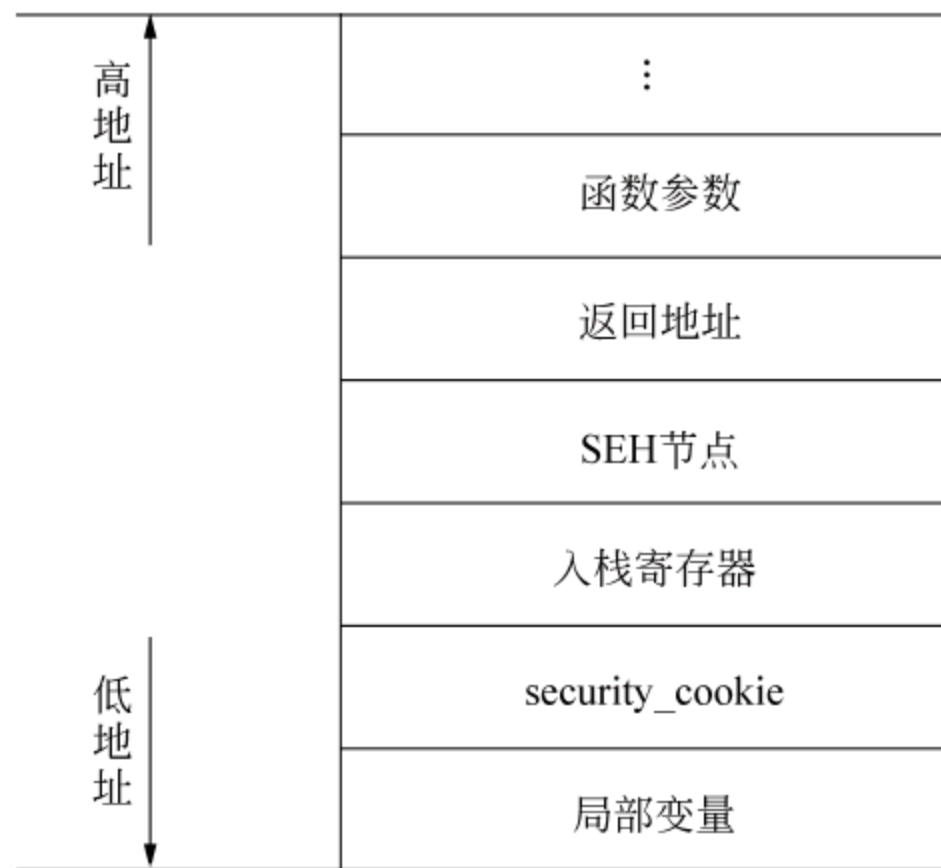 高地址
⋮
函数参数
返回地址
SEH节点
入栈寄存器
security_cookie
低地址
局部变量